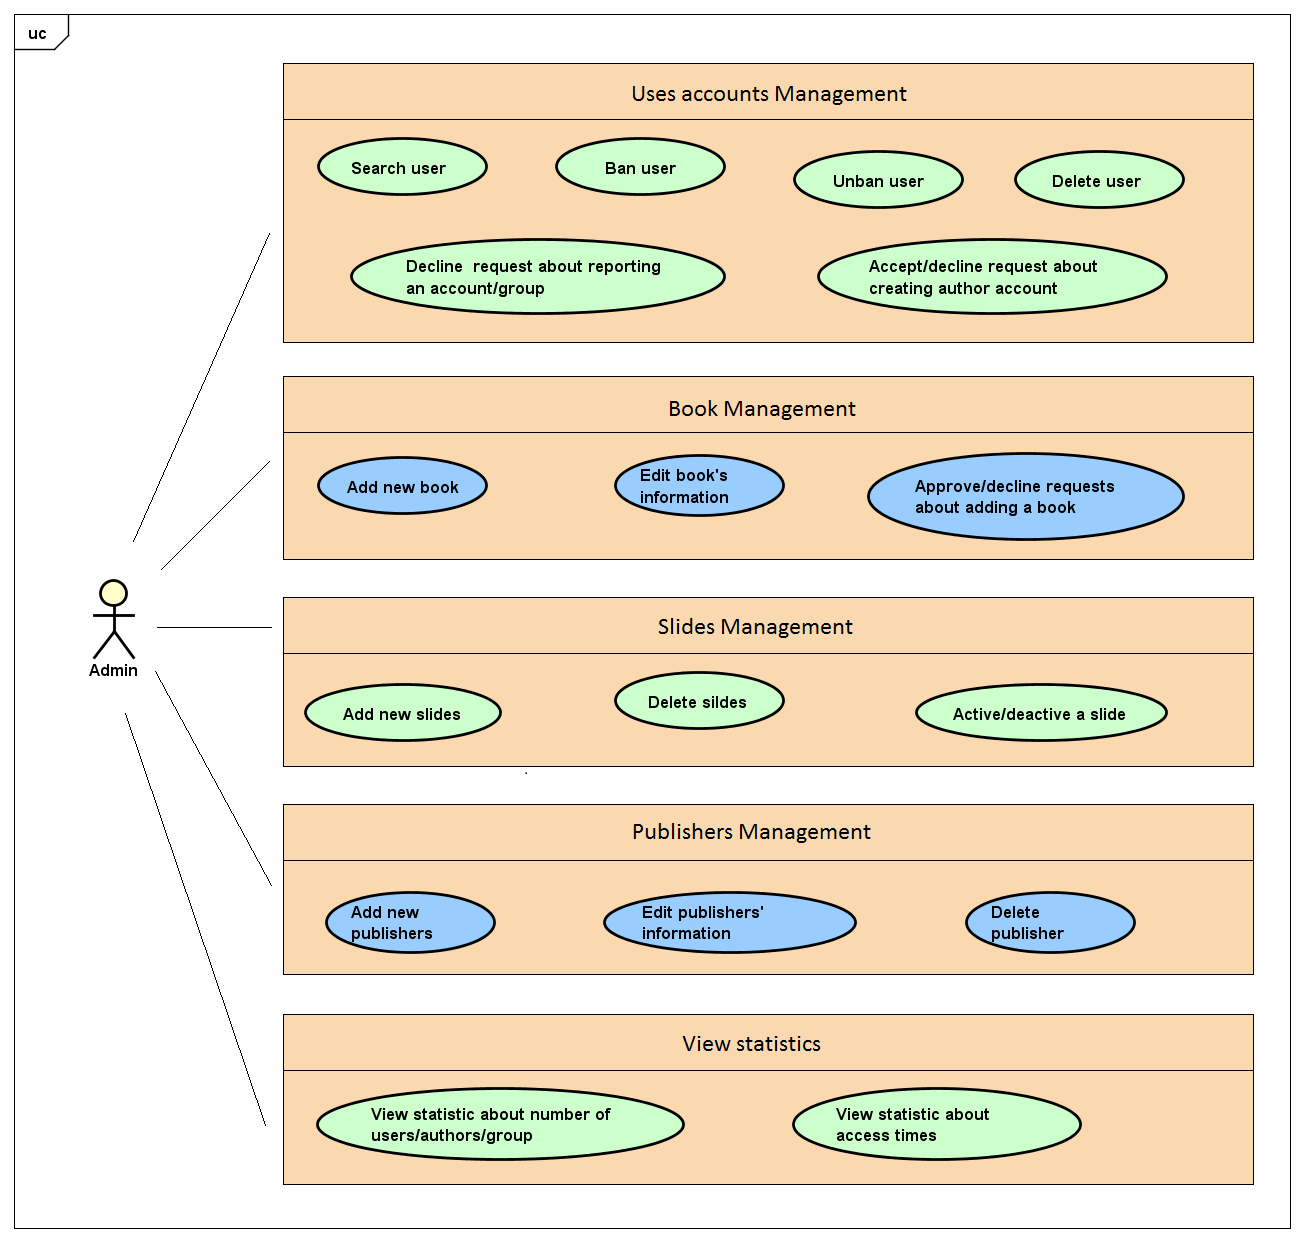 uc
Uses accounts Management
Search user
Ban user
Unban user
Delete user
Decline  request about reporting
an account/group
Accept/decline request about
creating author account
Book Management
Add new book
Edit book's
information
Approve/decline requests
about adding a book
Slides Management
Admin
Add new slides
Delete sildes
Active/deactive a slide
Publishers Management
Add new
publishers
Edit publishers'
information
Delete
publisher
View statistics
View statistic about number of
users/authors/group
View statistic about
access times